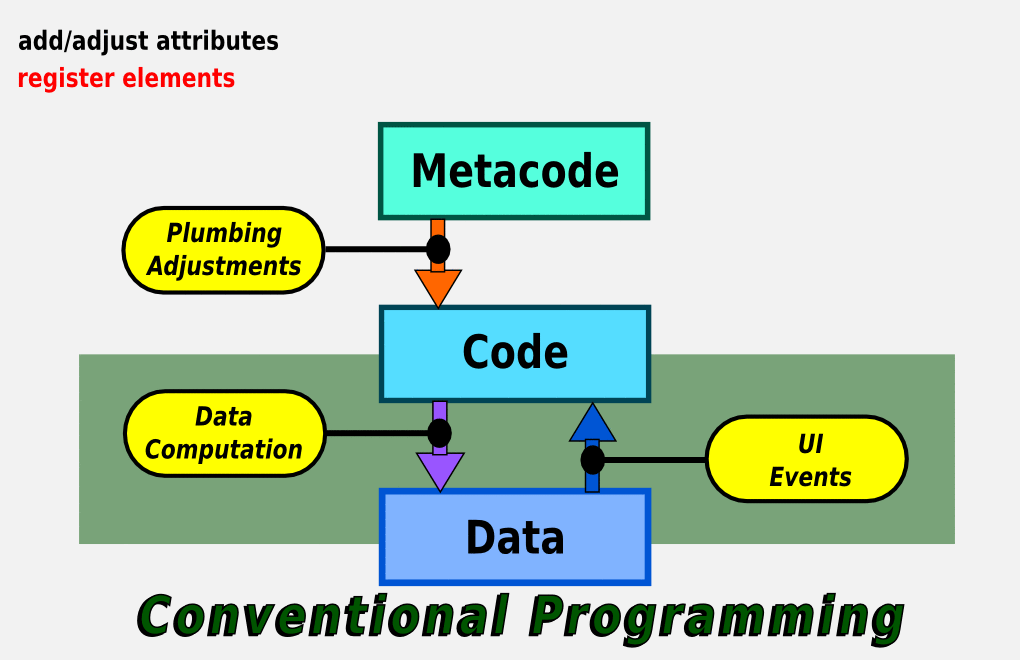 add/adjust attributes
register elements
Metacode
Plumbing
Adjustments
Code
Data
Computation
UI
Events
Data
Conventional Programming